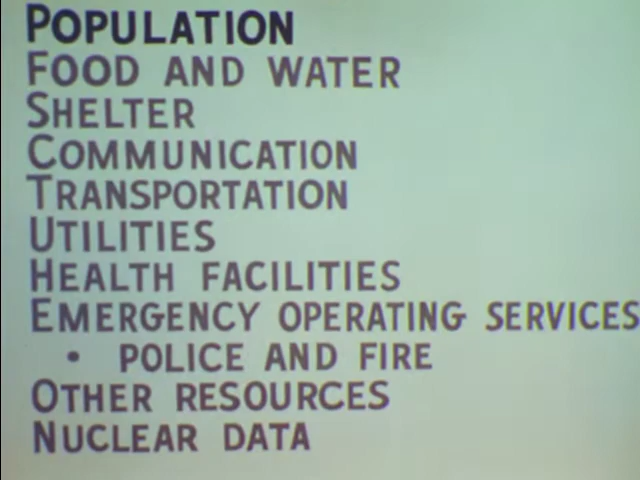 POPULATION
FOOD AND WATER
SHELTER
COMMUNICATION
TRANSPORTATION
UTILITIES
HEALTH FACILITIES
EMERGENCY OPERATING SERVICES
• POLICE AND FIRE
OTHER RESOURCES
NUCLEAR DATA